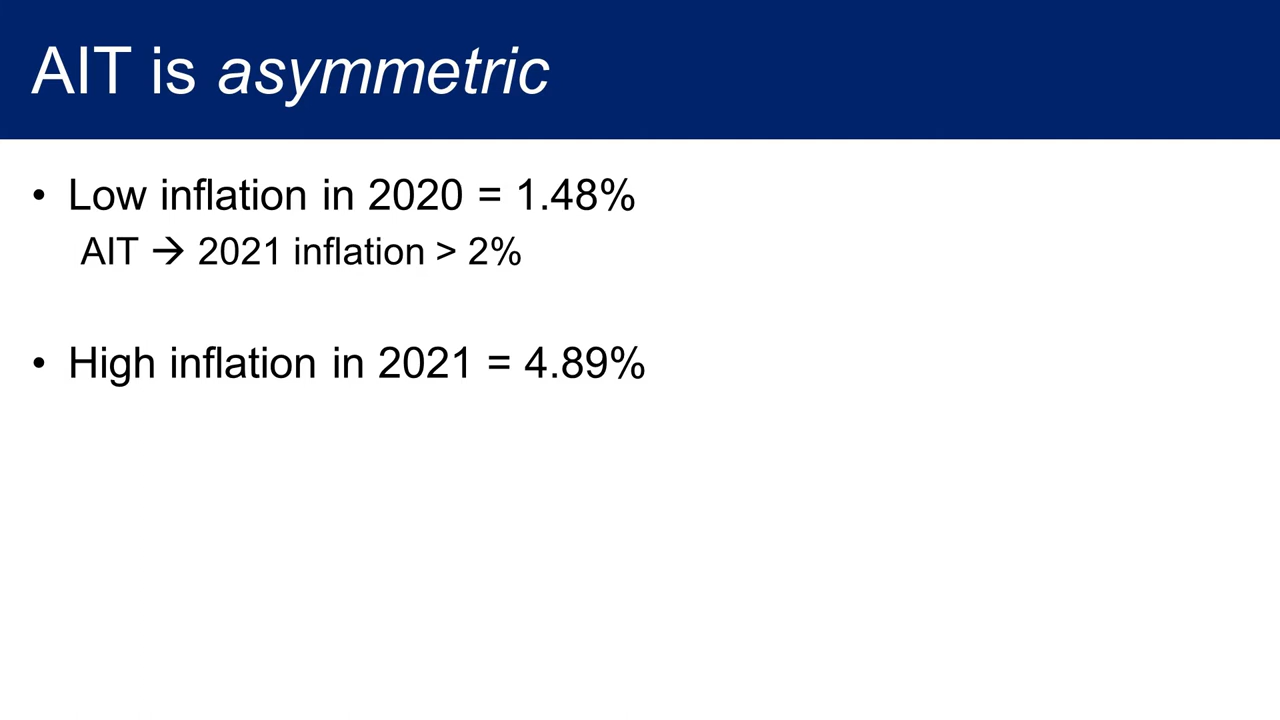 AIT is asymmetric
• Low inflation in 2020 = 1.48%
AIT → 2021 inflation > 2%
• High inflation in 2021 = 4.89%